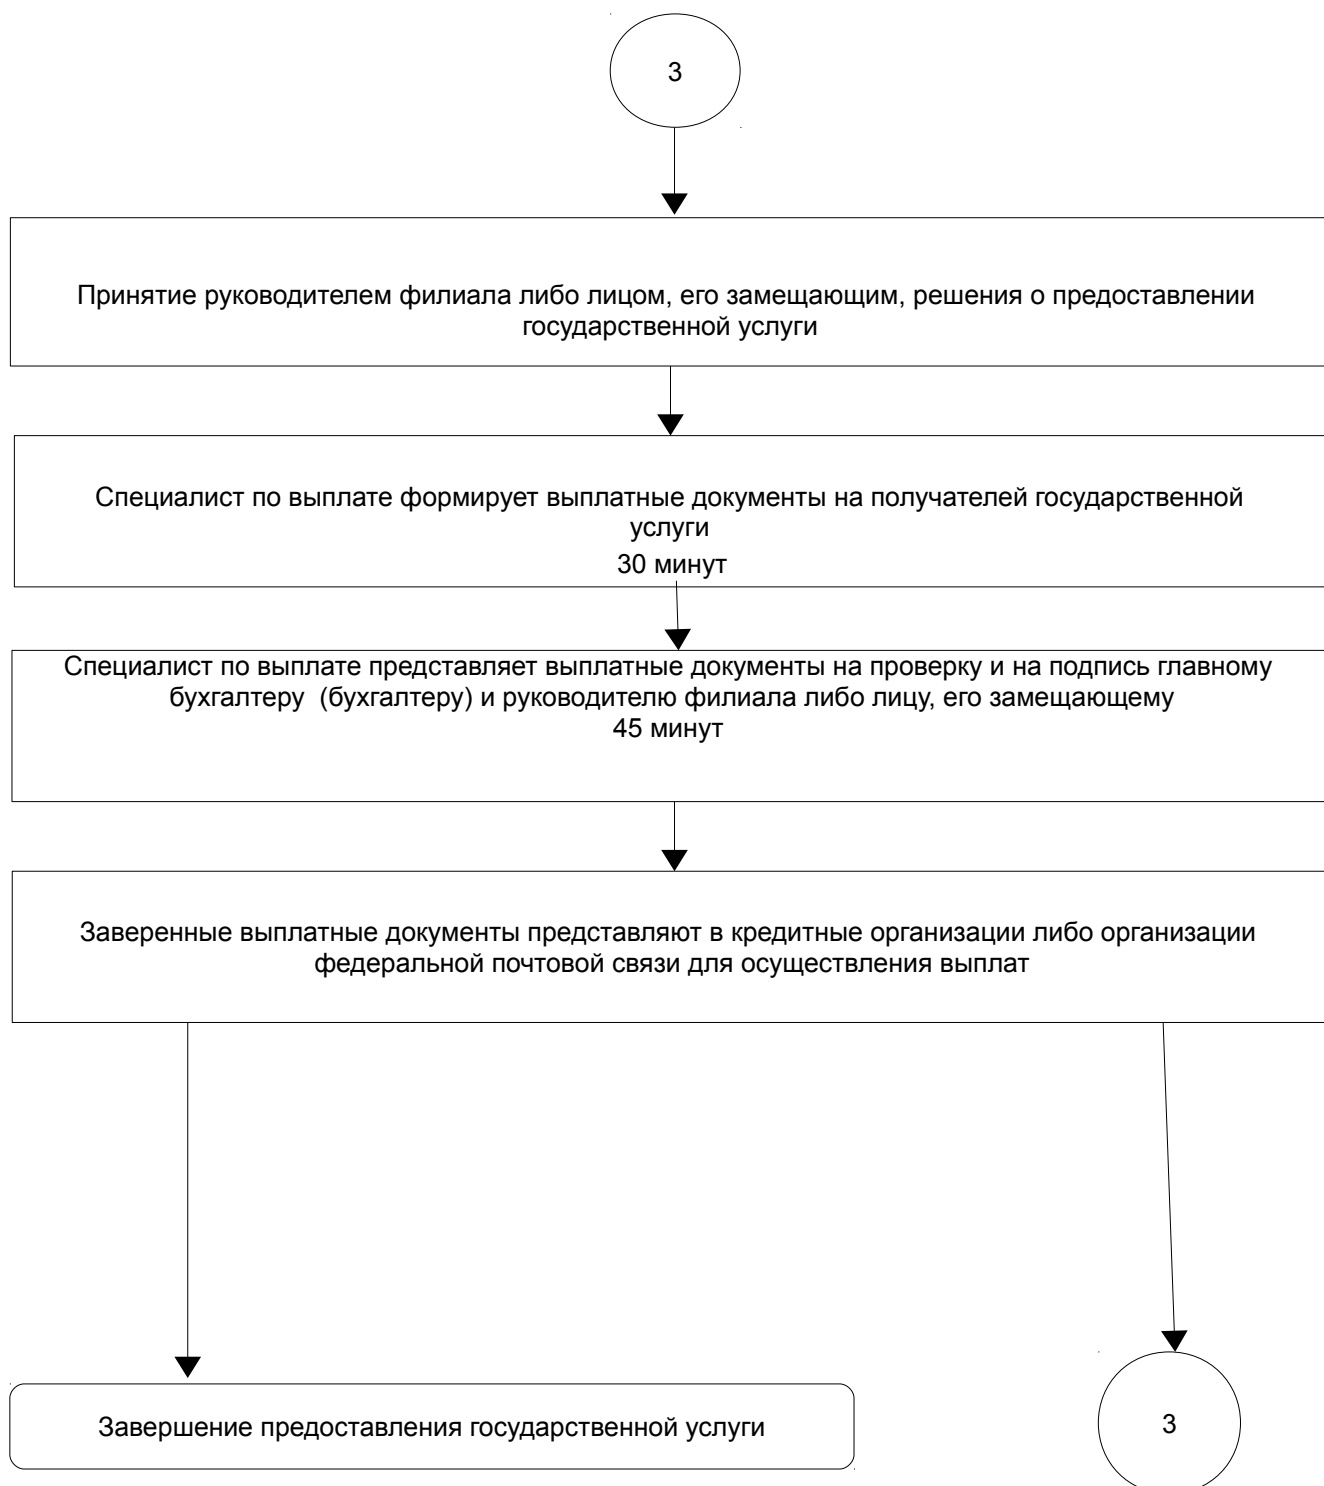 3
Принятие руководителем филиала либо лицом, его замещающим, решения о предоставлении
государственной услуги
Специалист по выплате формирует выплатные документы на получателей государственной
услуги
30 минут
Специалист по выплате представляет выплатные документы на проверку и на подпись главному
бухгалтеру (бухгалтеру) и руководителю филиала либо лицу, его замещающему
45 минут
Заверенные выплатные документы представляют в кредитные организации либо организации
федеральной почтовой связи для осуществления выплат
Завершение предоставления государственной услуги
3